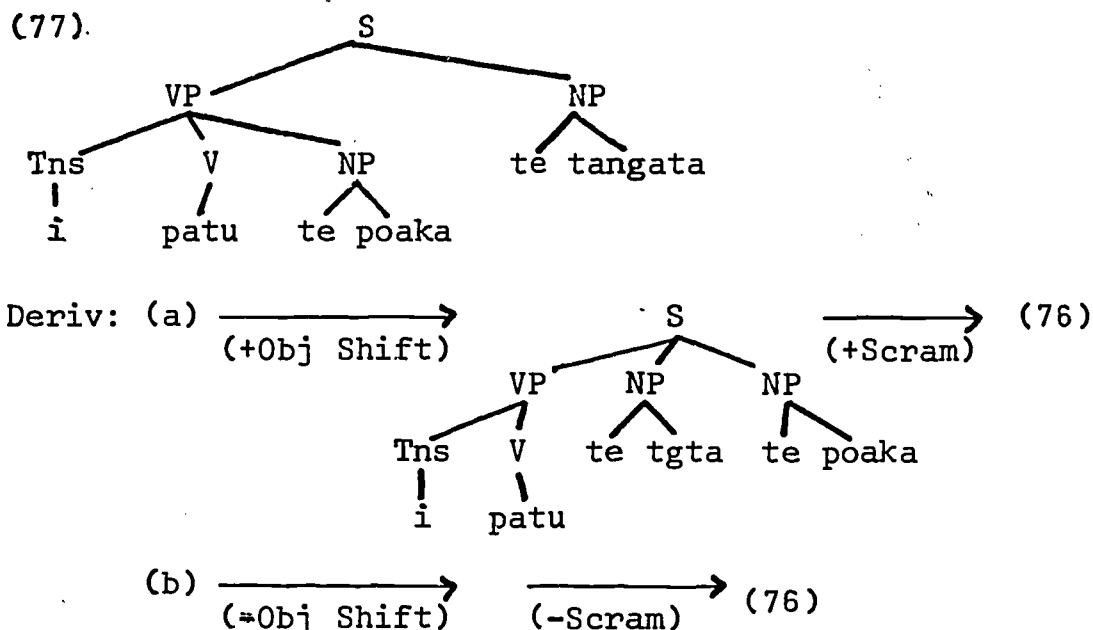 (77).
S
VP NP
Tns V NP te tangata
i patu te poaka
Deriv: (a) (+Obj Shift) S (+Scram) (76)
VP NP NP
Tns V te tgta te poaka
i patu
(b) (-Obj Shift) (-Scram) (76)